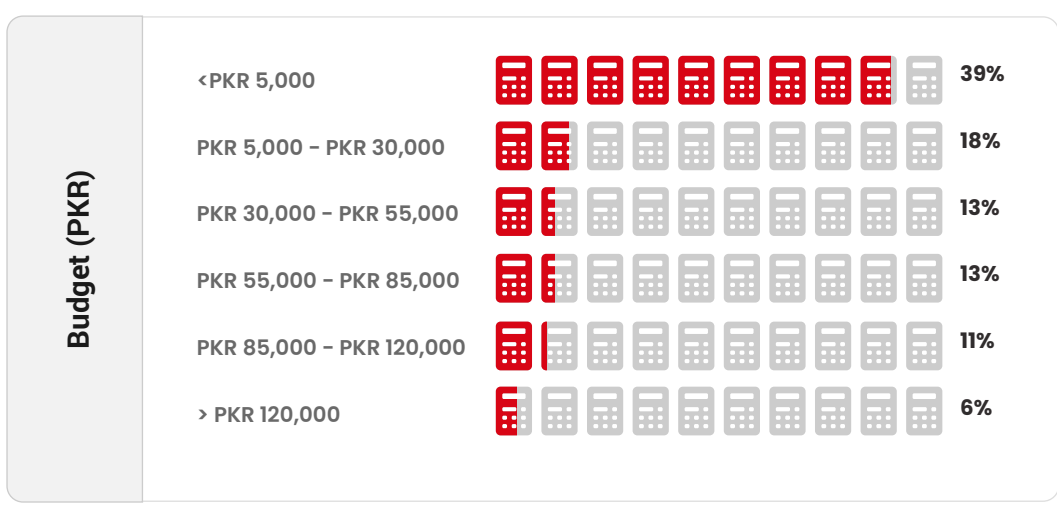 Budget (PKR)
<PKR 5,000
39%
PKR 5,000 - PKR 30,000
18%
PKR 30,000 - PKR 55,000
13%
PKR 55,000 - PKR 85,000
13%
PKR 85,000 - PKR 120,000
11%
> PKR 120,000
6%